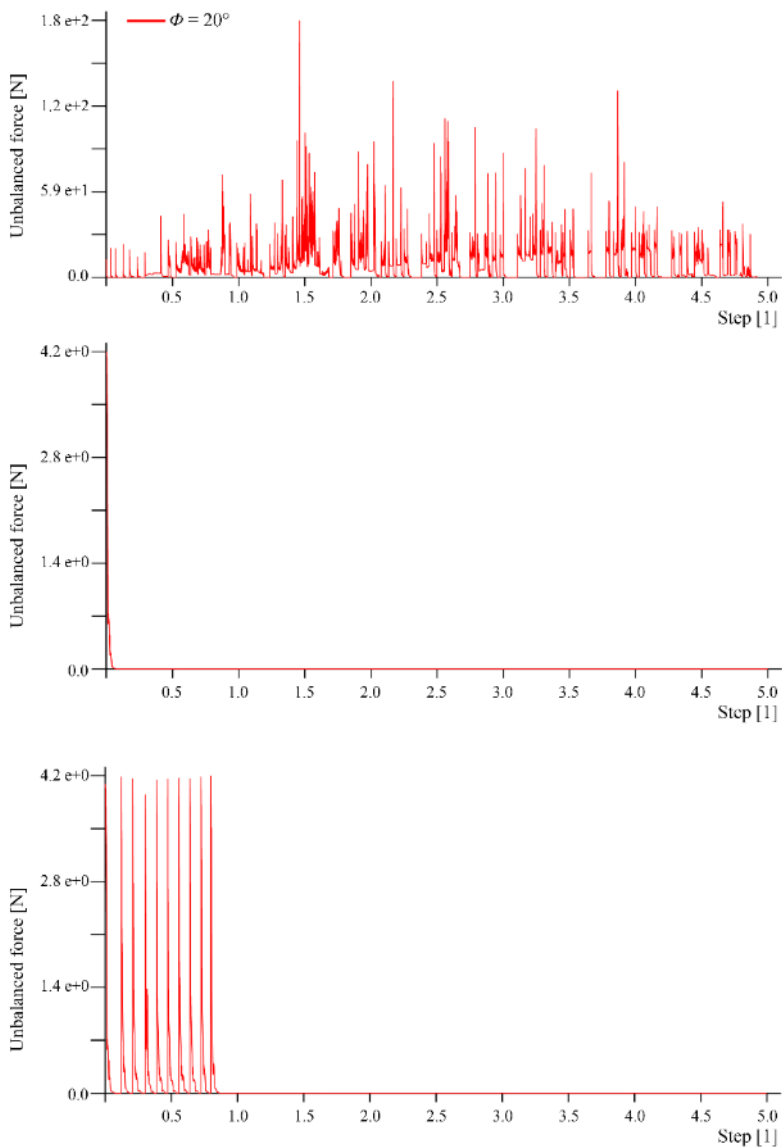 Φ = 20°
Unbalanced force [N]
1.8 e+2
1.2 e+2
5.9 e+1
0.0
0.5 1.0 1.5 2.0 2.5 3.0 3.5 4.0 4.5 5.0
Step [1]
Unbalanced force [N]
4.2 e+0
2.8 e+0
1.4 e+0
0.0
0.5 1.0 1.5 2.0 2.5 3.0 3.5 4.0 4.5 5.0
Step [1]
Unbalanced force [N]
4.2 e+0
2.8 e+0
1.4 e+0
0.0
0.5 1.0 1.5 2.0 2.5 3.0 3.5 4.0 4.5 5.0
Step [1]